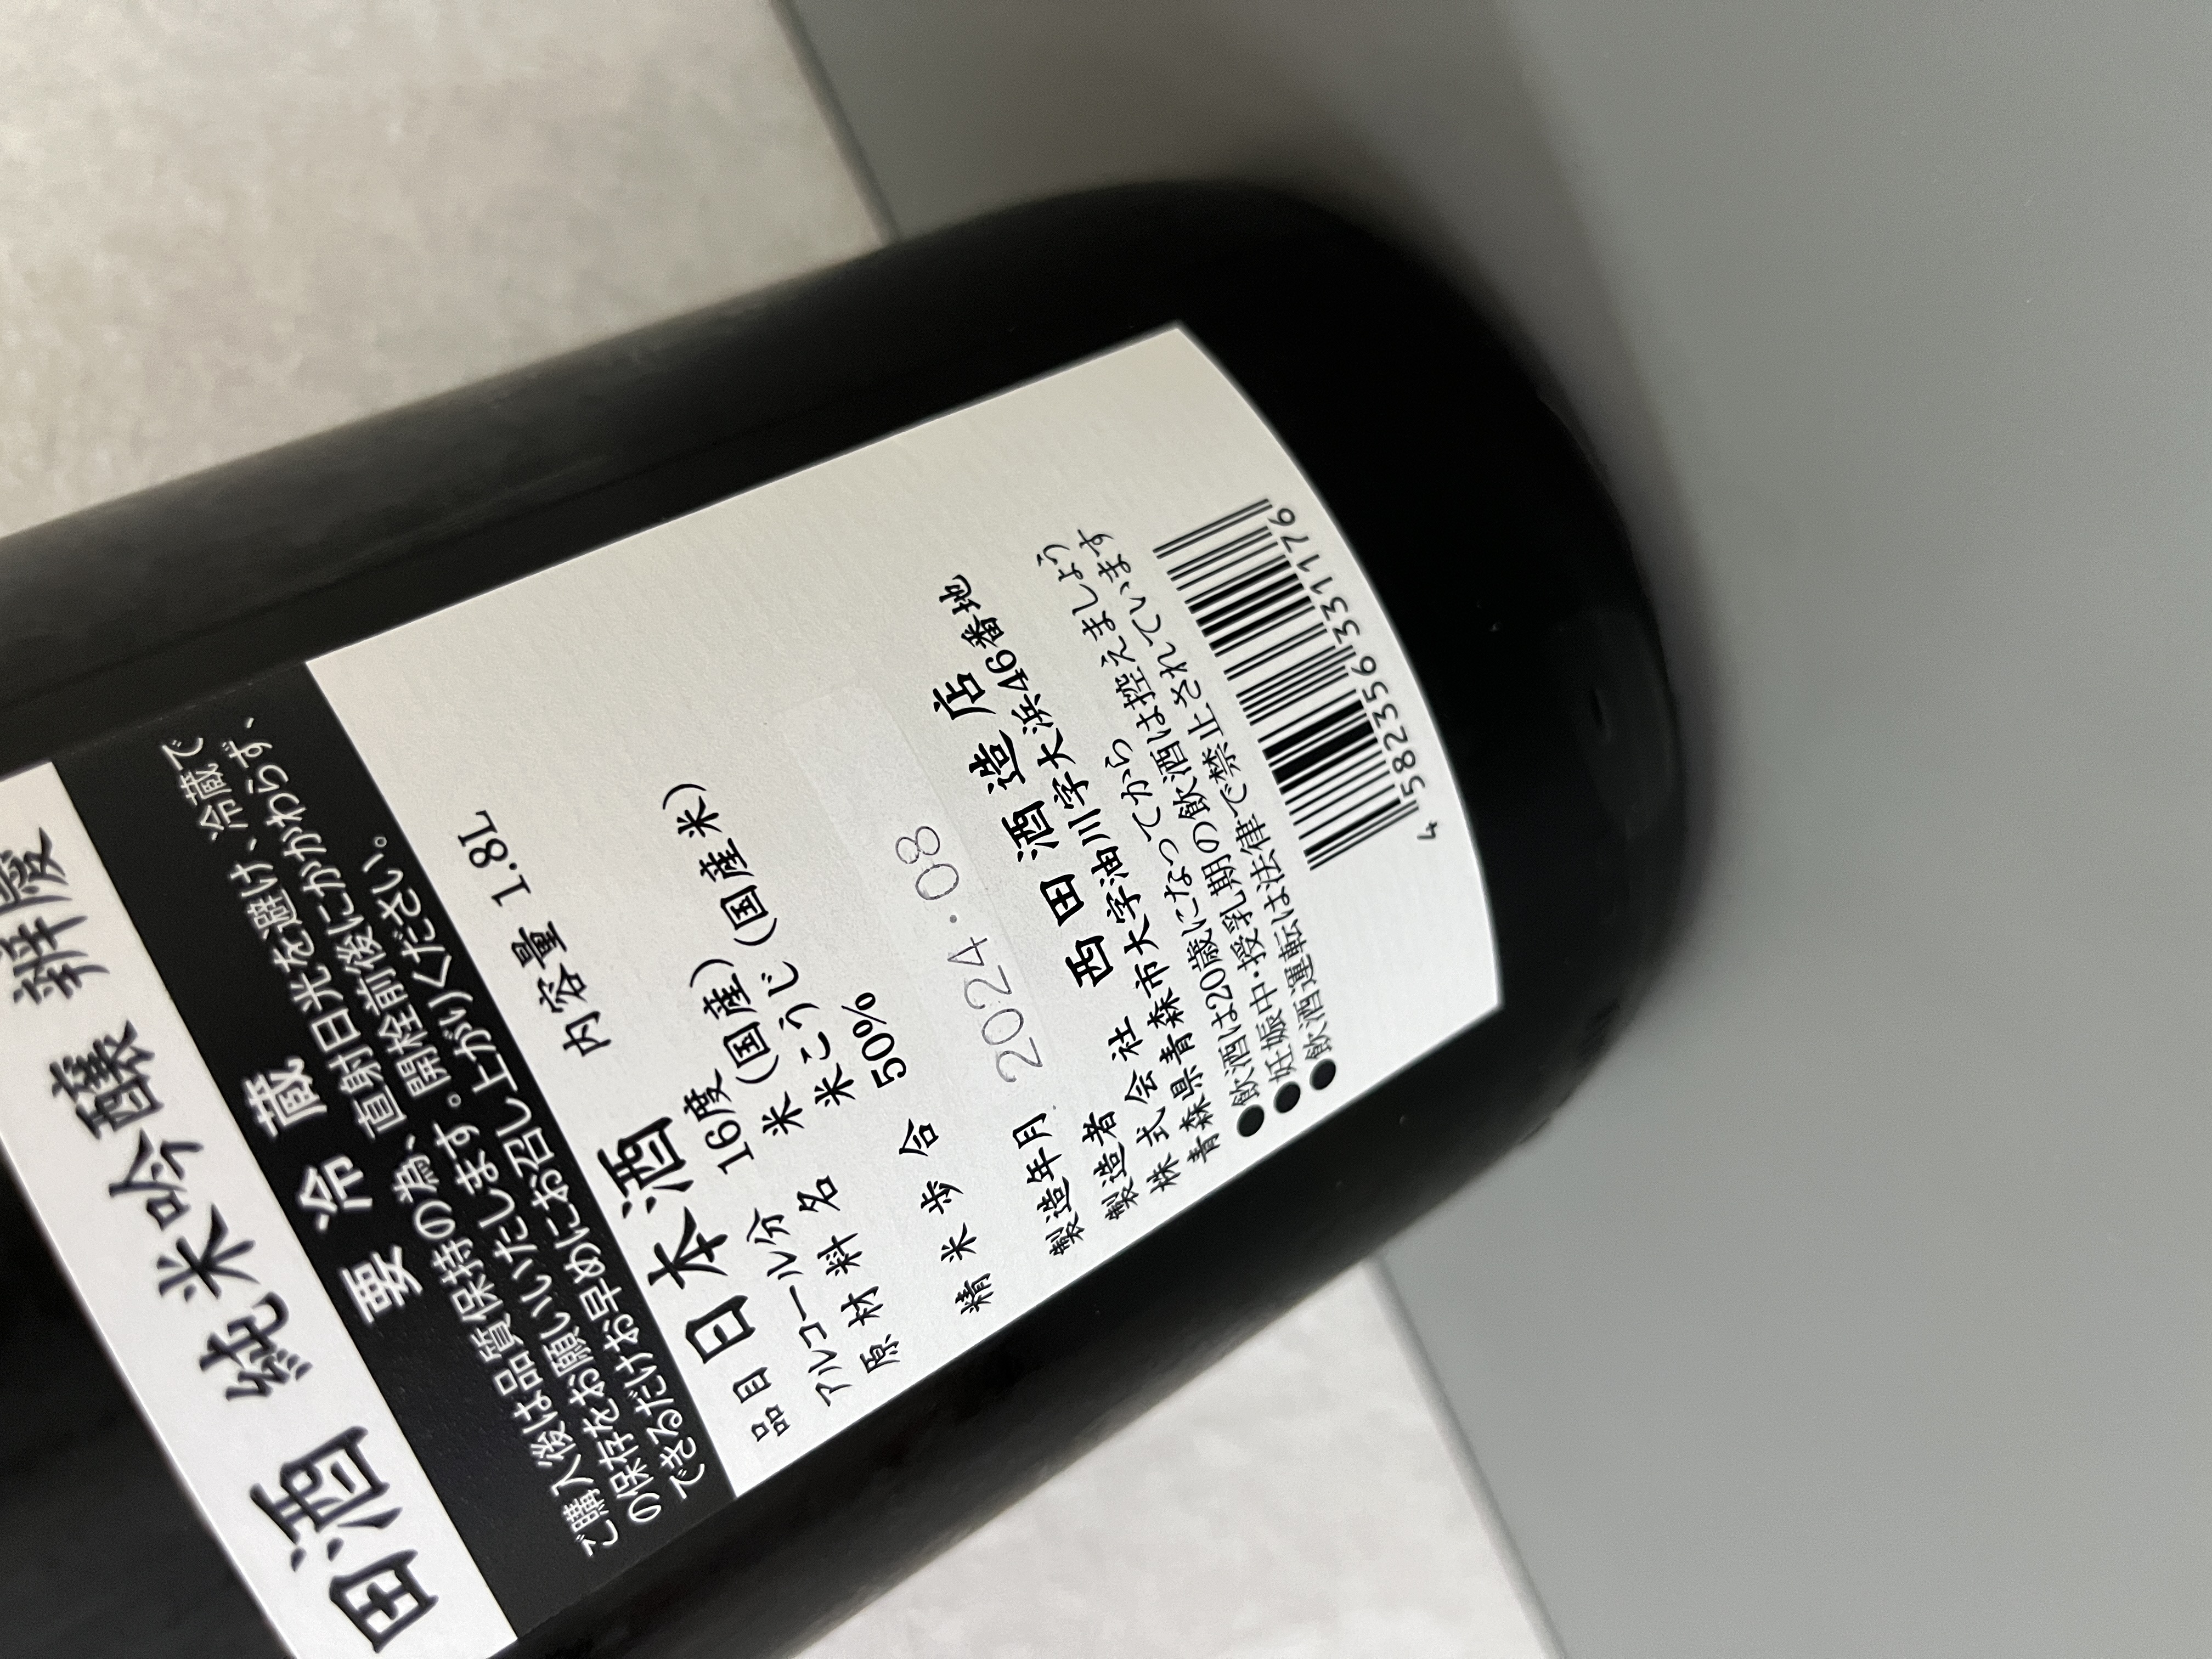 田酒 純米吟醸 辨慶
要冷蔵
ご購入後は品質保持の為、直射日光を避け、冷蔵で
の保存をお願いいたします。開栓前後にかかわらず、
できるだけお早めにお召し上がりください。
内容量 1.8L
品目 日本酒
アルコール分 16度
原材料名 米(国産)
米こうじ(国産米)
精米歩合 50%
製造年月 2024.08
製造者
株式会社 西田酒造店
青森県青森市大字油川字大浜46番地
●飲酒は20歳になってから
●妊娠中・授乳期の飲酒は控えましょう
●飲酒運転は法律で禁止されています
4 582356 331176